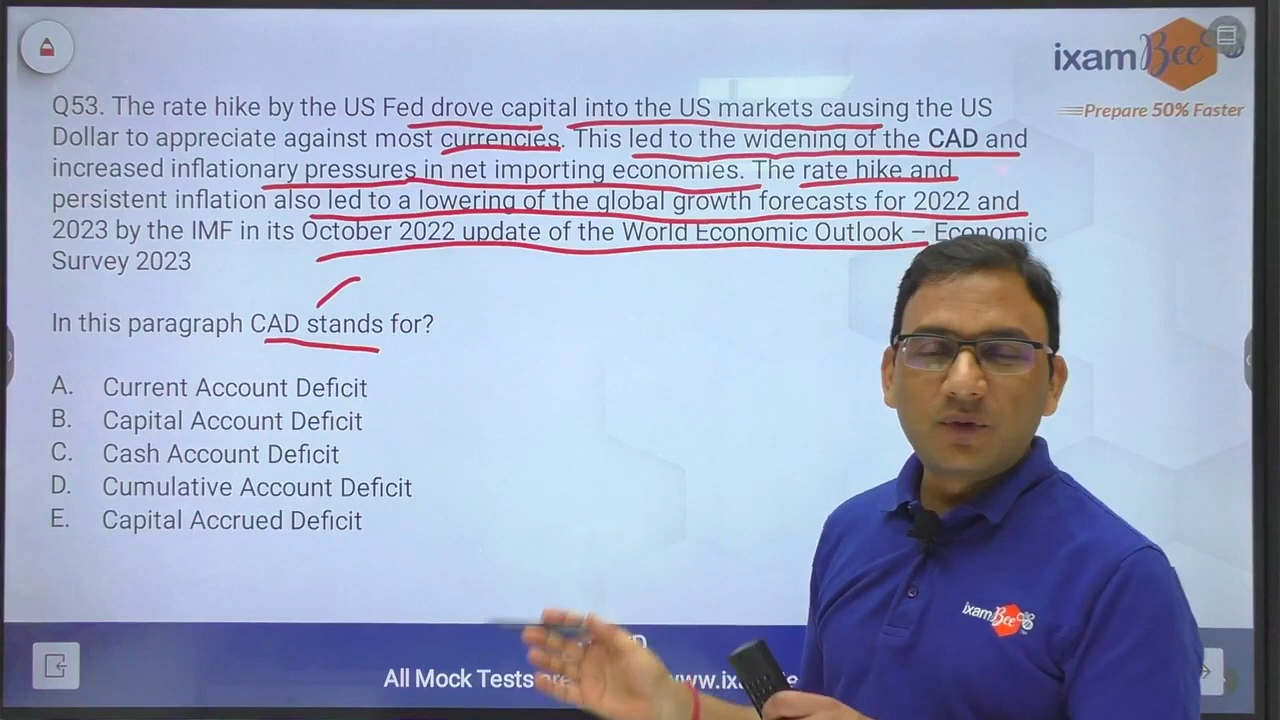 ixamBee
Prepare 50% Faster
Q53. The rate hike by the US Fed drove capital into the US markets causing the US
Dollar to appreciate against most currencies. This led to the widening of the CAD and
increased inflationary pressures in net importing economies. The rate hike and
persistent inflation also led to a lowering of the global growth forecasts for 2022 and
2023 by the IMF in its October 2022 update of the World Economic Outlook – Economic
Survey 2023
In this paragraph CAD stands for?
A. Current Account Deficit
B. Capital Account Deficit
C. Cash Account Deficit
D. Cumulative Account Deficit
E. Capital Accrued Deficit
ixamBee
All Mock Tests